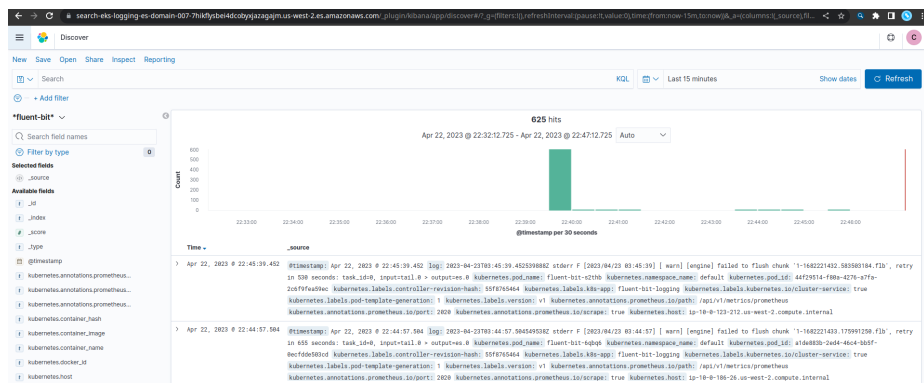 search-eks-logging-es-domain-007-7hikflysbei4dcobyxjazagajm.us-west-2.es.amazonaws.com/_plugin/kibana/app/discover#/?_g=(filters:!(),refreshInterval:(pause:!t,value:0),time:(from:now-15m,to:now))&_a=(columns:!(_source),fil...
Discover
C
New Save Open Share Inspect Reporting
Search
KQL
Last 15 minutes
Show dates
Refresh
+ Add filter
*fluent-bit*
Search field names
Filter by type 0
Selected fields
_source
Available fields
t _id
t _index
# _score
t _type
@timestamp
t kubernetes.annotations.prometheus...
t kubernetes.annotations.prometheus...
t kubernetes.annotations.prometheus...
t kubernetes.container_hash
t kubernetes.container_image
t kubernetes.container_name
t kubernetes.docker_id
t kubernetes.host
625 hits
Apr 22, 2023 @ 22:32:12.725 - Apr 22, 2023 @ 22:47:12.725 Auto
Count
600
500
400
300
200
100
0
22:33:00 22:34:00 22:35:00 22:36:00 22:37:00 22:38:00 22:39:00 22:40:00 22:41:00 22:42:00 22:43:00 22:44:00 22:45:00 22:46:00
@timestamp per 30 seconds
Time _source
Apr 22, 2023 @ 22:45:39.452 @timestamp: Apr 22, 2023 @ 22:45:39.452 log: 2023-04-23T03:45:39.452539888Z stderr F [2023/04/23 03:45:39] [ warn] [engine] failed to flush chunk '1-1682221432.583503184.flb', retry
in 530 seconds: task_id=0, input=tail.0 > output=es.0 kubernetes.pod_name: fluent-bit-s2thb kubernetes.namespace_name: default kubernetes.pod_id: 44f29514-f80a-4276-a7fa-
2c6f9fea59ec kubernetes.labels.controller-revision-hash: 55f8765464 kubernetes.labels.k8s-app: fluent-bit-logging kubernetes.labels.kubernetes.io/cluster-service: true
kubernetes.labels.pod-template-generation: 1 kubernetes.labels.version: v1 kubernetes.annotations.prometheus.io/path: /api/v1/metrics/prometheus
kubernetes.annotations.prometheus.io/port: 2020 kubernetes.annotations.prometheus.io/scrape: true kubernetes.host: ip-10-0-123-212.us-west-2.compute.internal
Apr 22, 2023 @ 22:44:57.504 @timestamp: Apr 22, 2023 @ 22:44:57.504 log: 2023-04-23T03:44:57.504549538Z stderr F [2023/04/23 03:44:57] [ warn] [engine] failed to flush chunk '1-1682221433.175991250.flb', retry
in 655 seconds: task_id=0, input=tail.0 > output=es.0 kubernetes.pod_name: fluent-bit-6qbq6 kubernetes.namespace_name: default kubernetes.pod_id: a1de883b-2ed4-46c4-bb5f-
0ecfdde503cd kubernetes.labels.controller-revision-hash: 55f8765464 kubernetes.labels.k8s-app: fluent-bit-logging kubernetes.labels.kubernetes.io/cluster-service: true
kubernetes.labels.pod-template-generation: 1 kubernetes.labels.version: v1 kubernetes.annotations.prometheus.io/path: /api/v1/metrics/prometheus
kubernetes.annotations.prometheus.io/port: 2020 kubernetes.annotations.prometheus.io/scrape: true kubernetes.host: ip-10-0-186-26.us-west-2.compute.internal